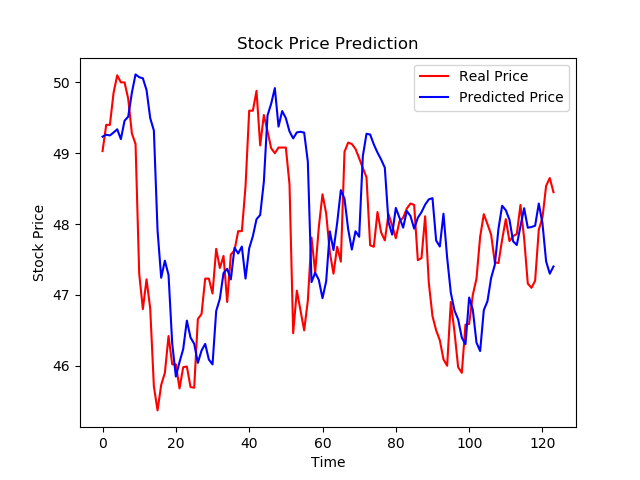 Stock Price Prediction
Real Price
Predicted Price
Stock Price
50
49
48
47
46
0 20 40 60 80 100 120
Time